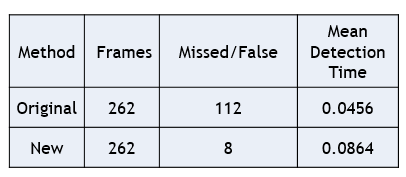 Method Frames Missed/False Mean Detection Time
Original 262 112 0.0456
New 262 8 0.0864